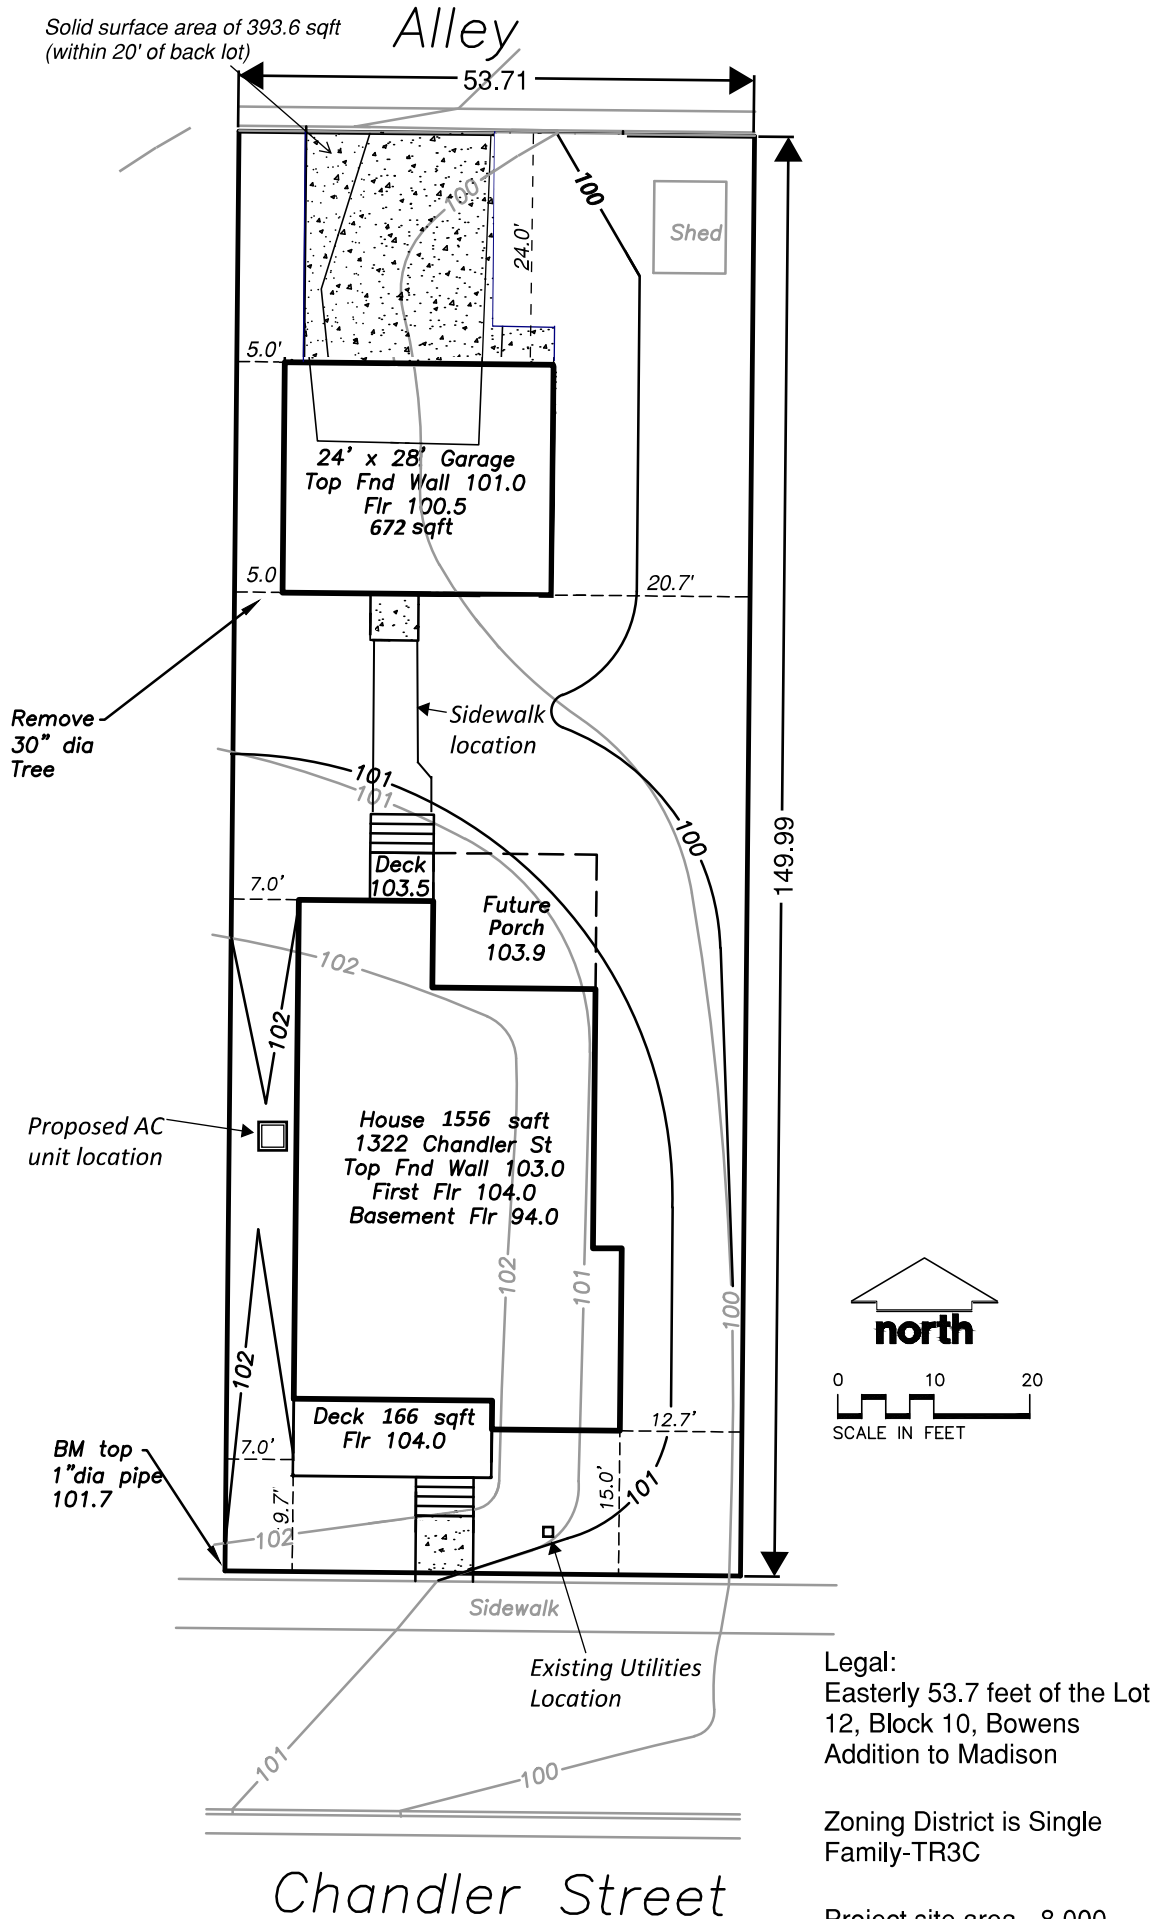 Alley
Solid surface area of 393.6 sqft
(within 20' of back lot)
53.71
100
100
Shed
24.0'
5.0'
24' x 28' Garage
Top Fnd Wall 101.0
Flr 100.5
672 sqft
5.0
20.7'
Remove
30" dia
Tree
Sidewalk
location
101
101
100
149.99
Deck
103.5
7.0'
Future
Porch
103.9
102
102
Proposed AC
unit location
House 1556 saft
1322 Chandler St
Top Fnd Wall 103.0
First Flr 104.0
Basement Flr 94.0
102
101
100
north
0 10 20
SCALE IN FEET
102
Deck 166 sqft
Flr 104.0
12.7'
BM top
1"dia pipe
101.7
7.0'
9.7'
15.0'
101
102
Sidewalk
Existing Utilities
Location
101
100
Legal:
Easterly 53.7 feet of the Lot
12, Block 10, Bowens
Addition to Madison
Zoning District is Single
Family-TR3C
Project site area 8,000
Chandler Street